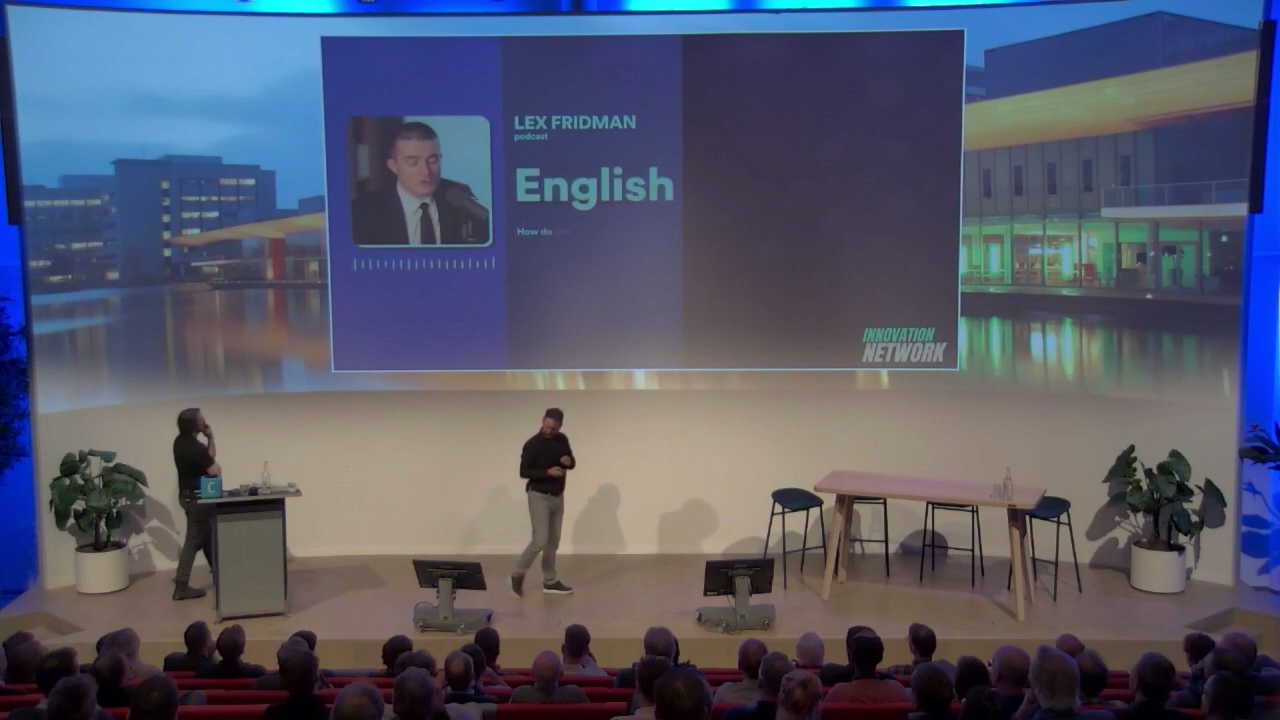 LEX FRIDMAN
podcast
English
How do
INNOVATION
NETWORK